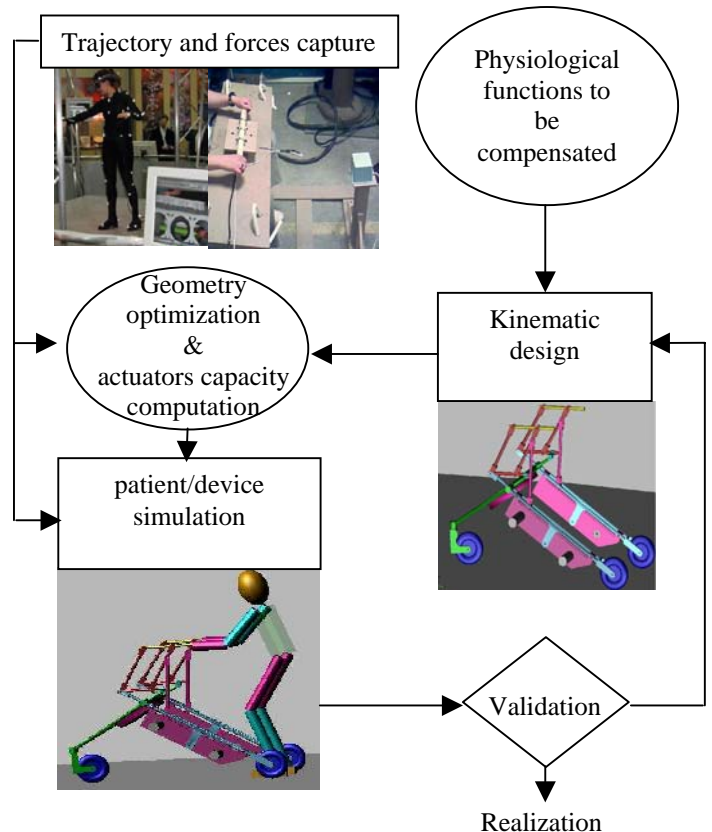 Trajectory and forces capture
Physiological
functions to
be
compensated
Geometry
optimization
&
actuators capacity
computation
Kinematic
design
patient/device
simulation
Validation
Realization